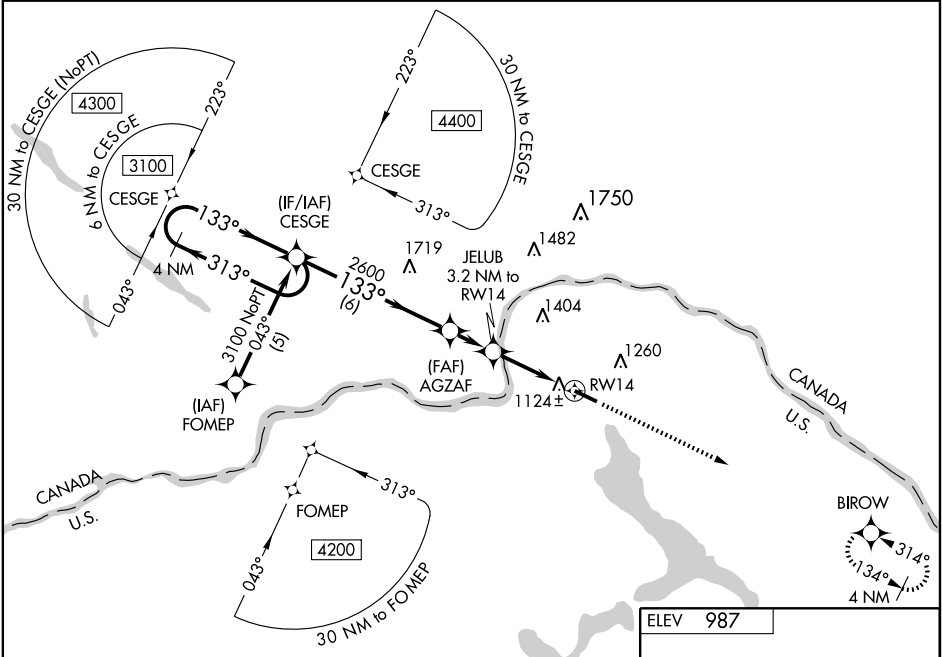 30 NM to CESGE (NoPT)
4300
223°
6 NM to CESGE
3100
CESGE
043°
223°
30 NM to CESGE
4400
CESGE
313°
133°
313°
4 NM
(IF/IAF)
CESGE
3100 NoPT
043°
(5)
(IAF)
FOMEP
2600
133°
(6)
1719
1750
1482
JELUB
3.2 NM to
RW14
1404
1260
(FAF)
AGZAF
1124±
RW14
CANADA
U.S.
CANADA
U.S.
313°
FOMEP
043°
4200
30 NM to FOMEP
BIROW
314°
134°
4 NM
ELEV 987